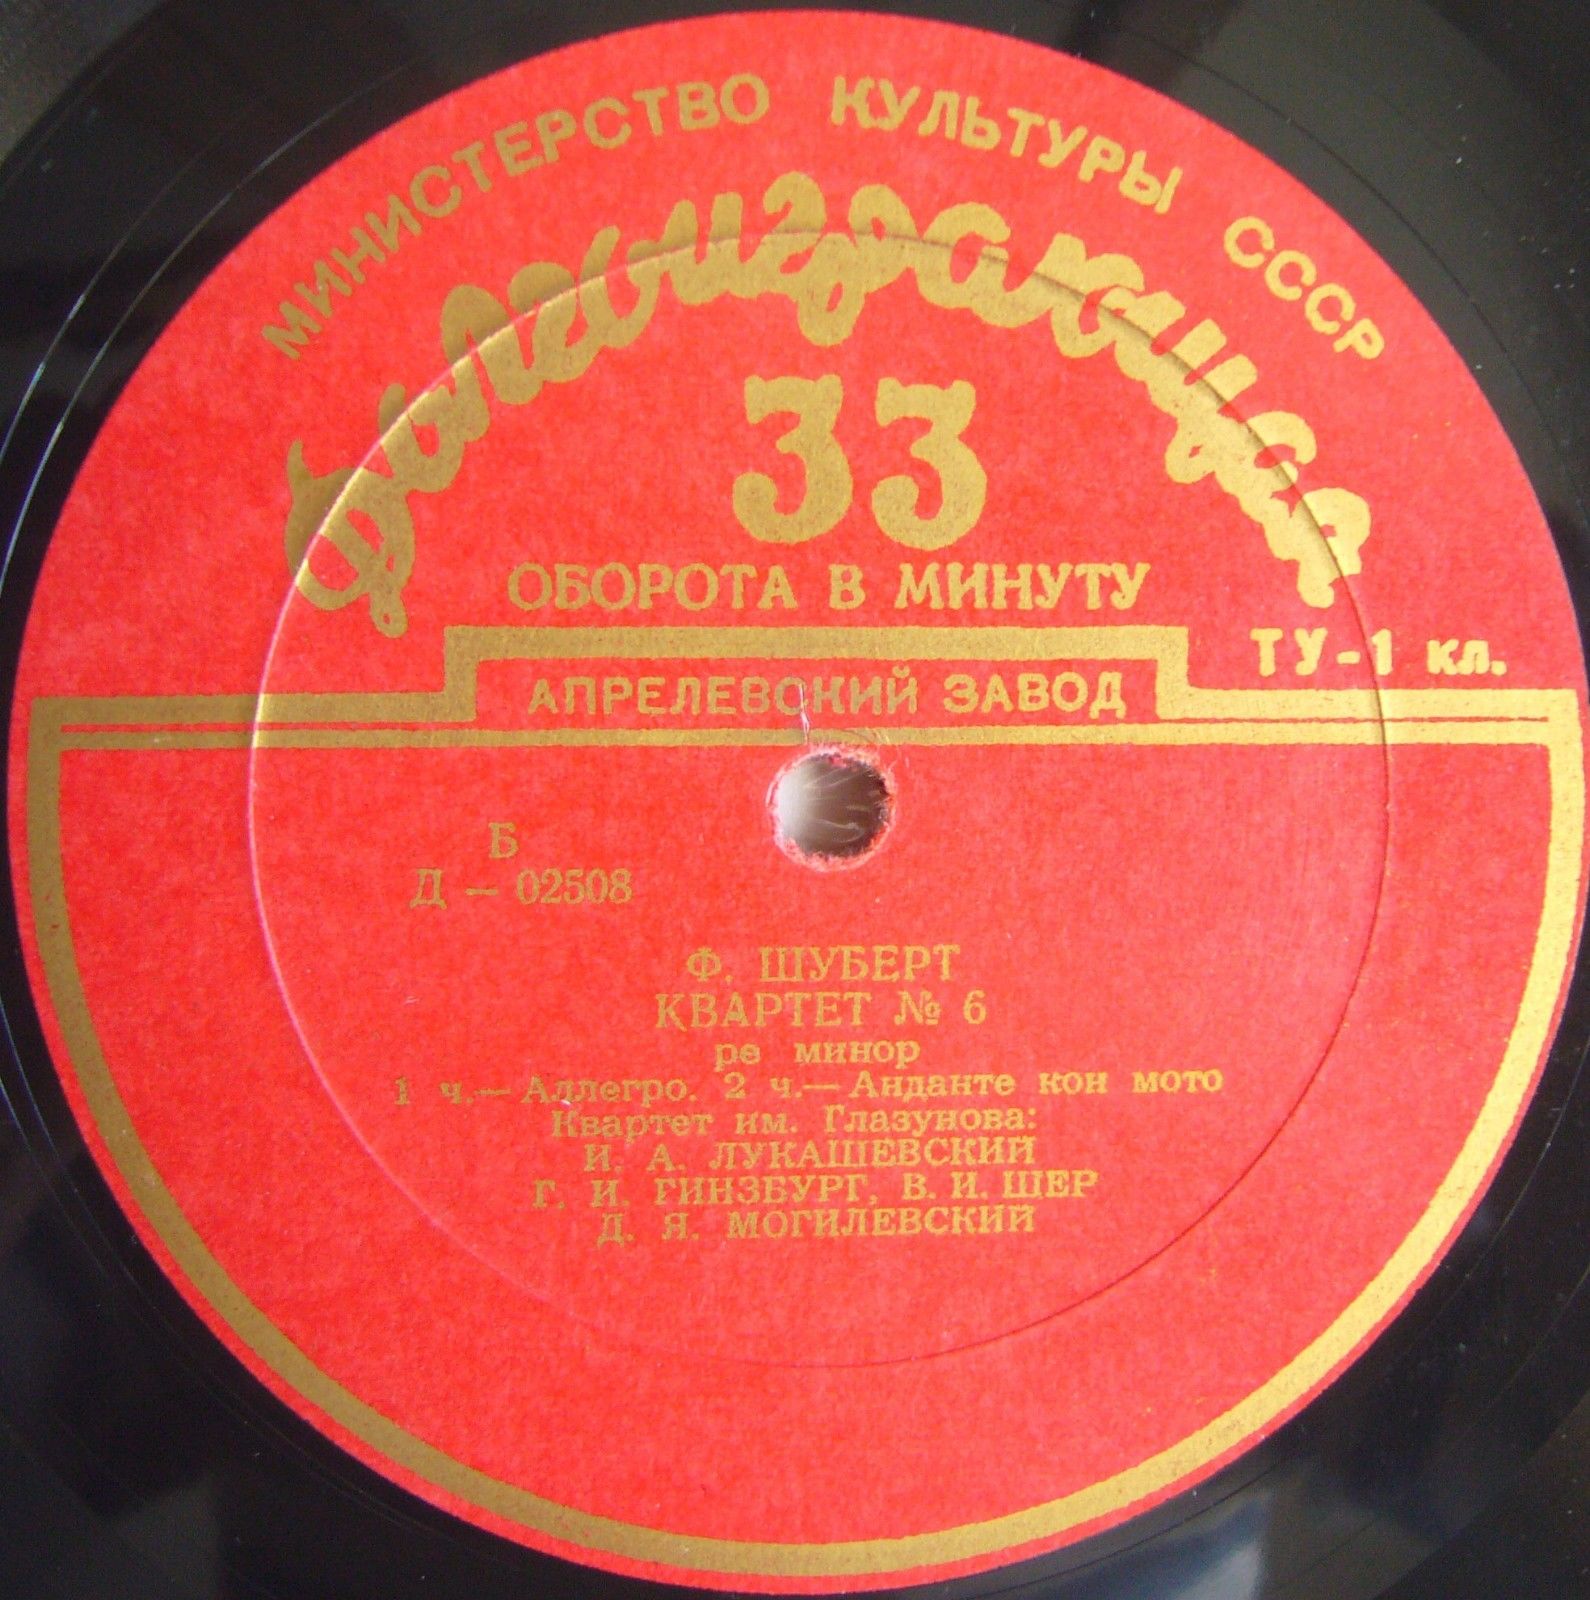 МИНИСТЕРСТВО КУЛЬТУРЫ СССР
Долгоиграющая
33
ОБОРОТА В МИНУТУ
ТУ-1 кл.
АПРЕЛЕВСКИЙ ЗАВОД
Б
Д — 02508
Ф. ШУБЕРТ
КВАРТЕТ № 6
ре минор
1 ч.—Аллегро. 2 ч.—Анданте кон мото
Квартет им. Глазунова:
И. А. ЛУКАШЕВСКИЙ
Г. И. ГИНЗБУРГ, В. И. ШЕР
Д. Я. МОГИЛЕВСКИЙ